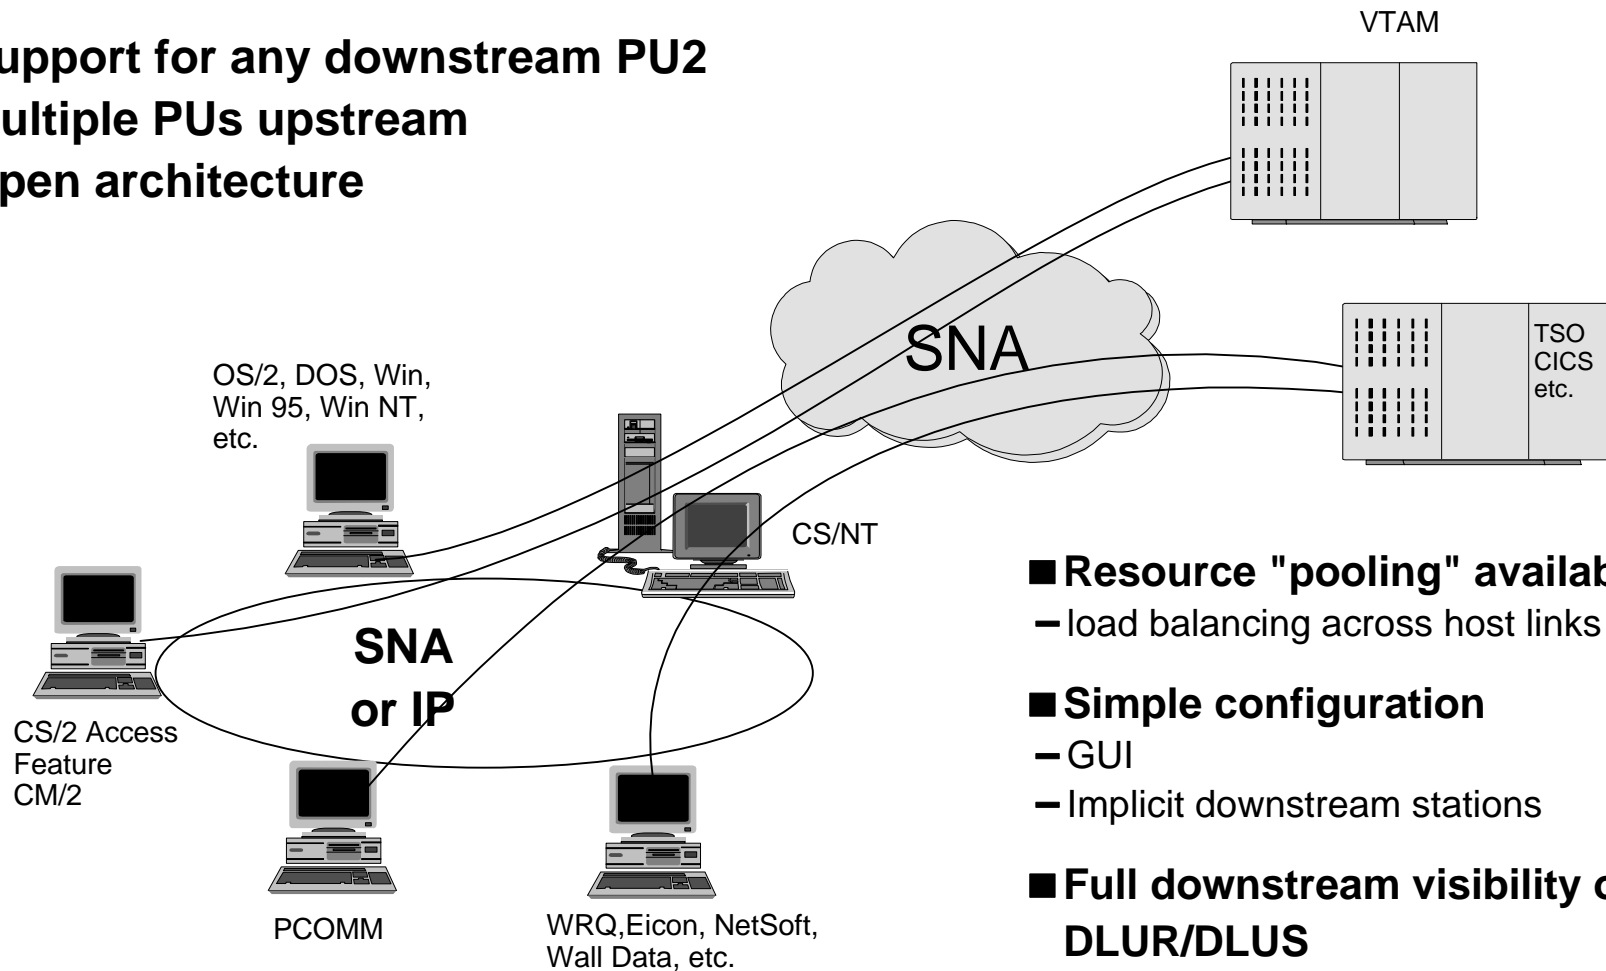 VTAM
upport for any downstream PU2
ultiple PUs upstream
pen architecture
SNA
TSO
CICS
etc.
OS/2, DOS, Win,
Win 95, Win NT,
etc.
CS/NT
SNA
or IP
CS/2 Access
Feature
CM/2
PCOMM
WRQ,Eicon, NetSoft,
Wall Data, etc.
■ Resource "pooling" availab
– load balancing across host links
■ Simple configuration
– GUI
– Implicit downstream stations
■ Full downstream visibility
DLUR/DLUS